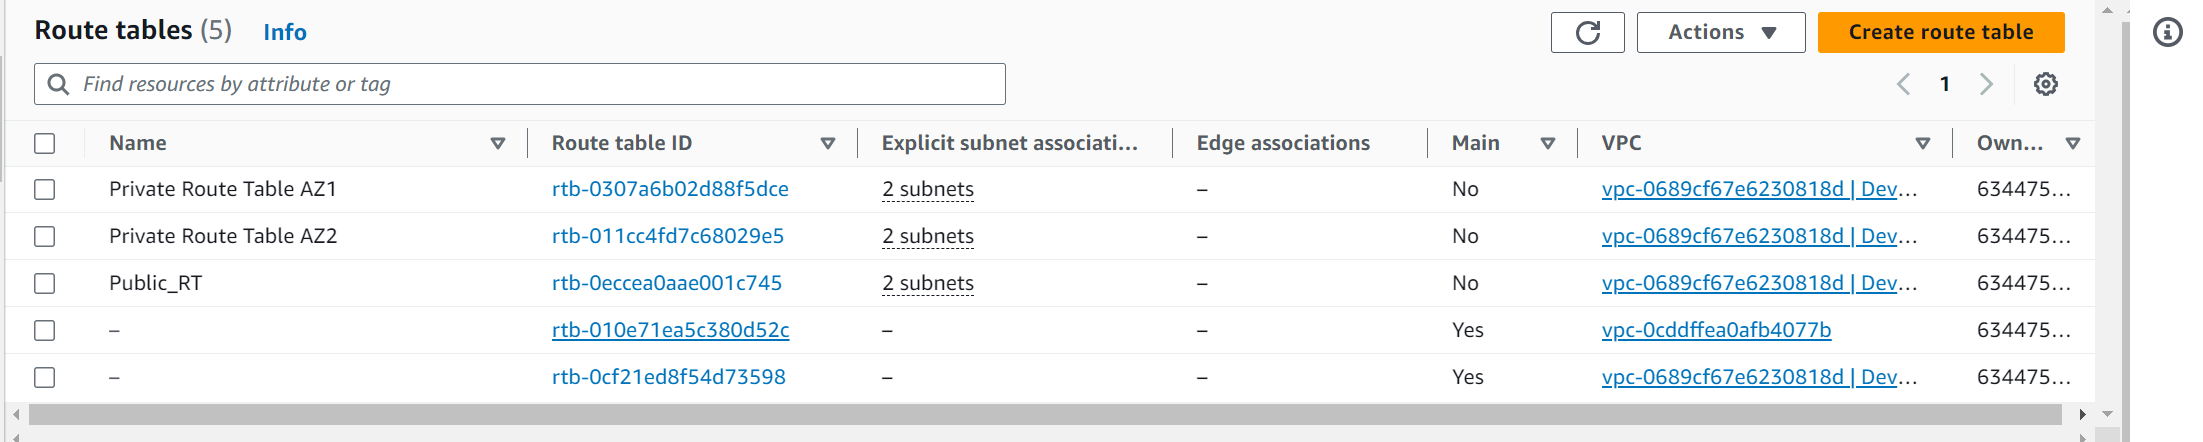 Route tables (5) Info
Actions
Create route table
Find resources by attribute or tag
1
Name Route table ID Explicit subnet associati... Edge associations Main VPC Own...
Private Route Table AZ1 rtb-0307a6b02d88f5dce 2 subnets – No vpc-0689cf67e6230818d | Dev... 634475...
Private Route Table AZ2 rtb-011cc4fd7c68029e5 2 subnets – No vpc-0689cf67e6230818d | Dev... 634475...
Public_RT rtb-0eccea0aae001c745 2 subnets – No vpc-0689cf67e6230818d | Dev... 634475...
– rtb-010e71ea5c380d52c – – Yes vpc-0cddffea0afb4077b 634475...
– rtb-0cf21ed8f54d73598 – – Yes vpc-0689cf67e6230818d | Dev... 634475...